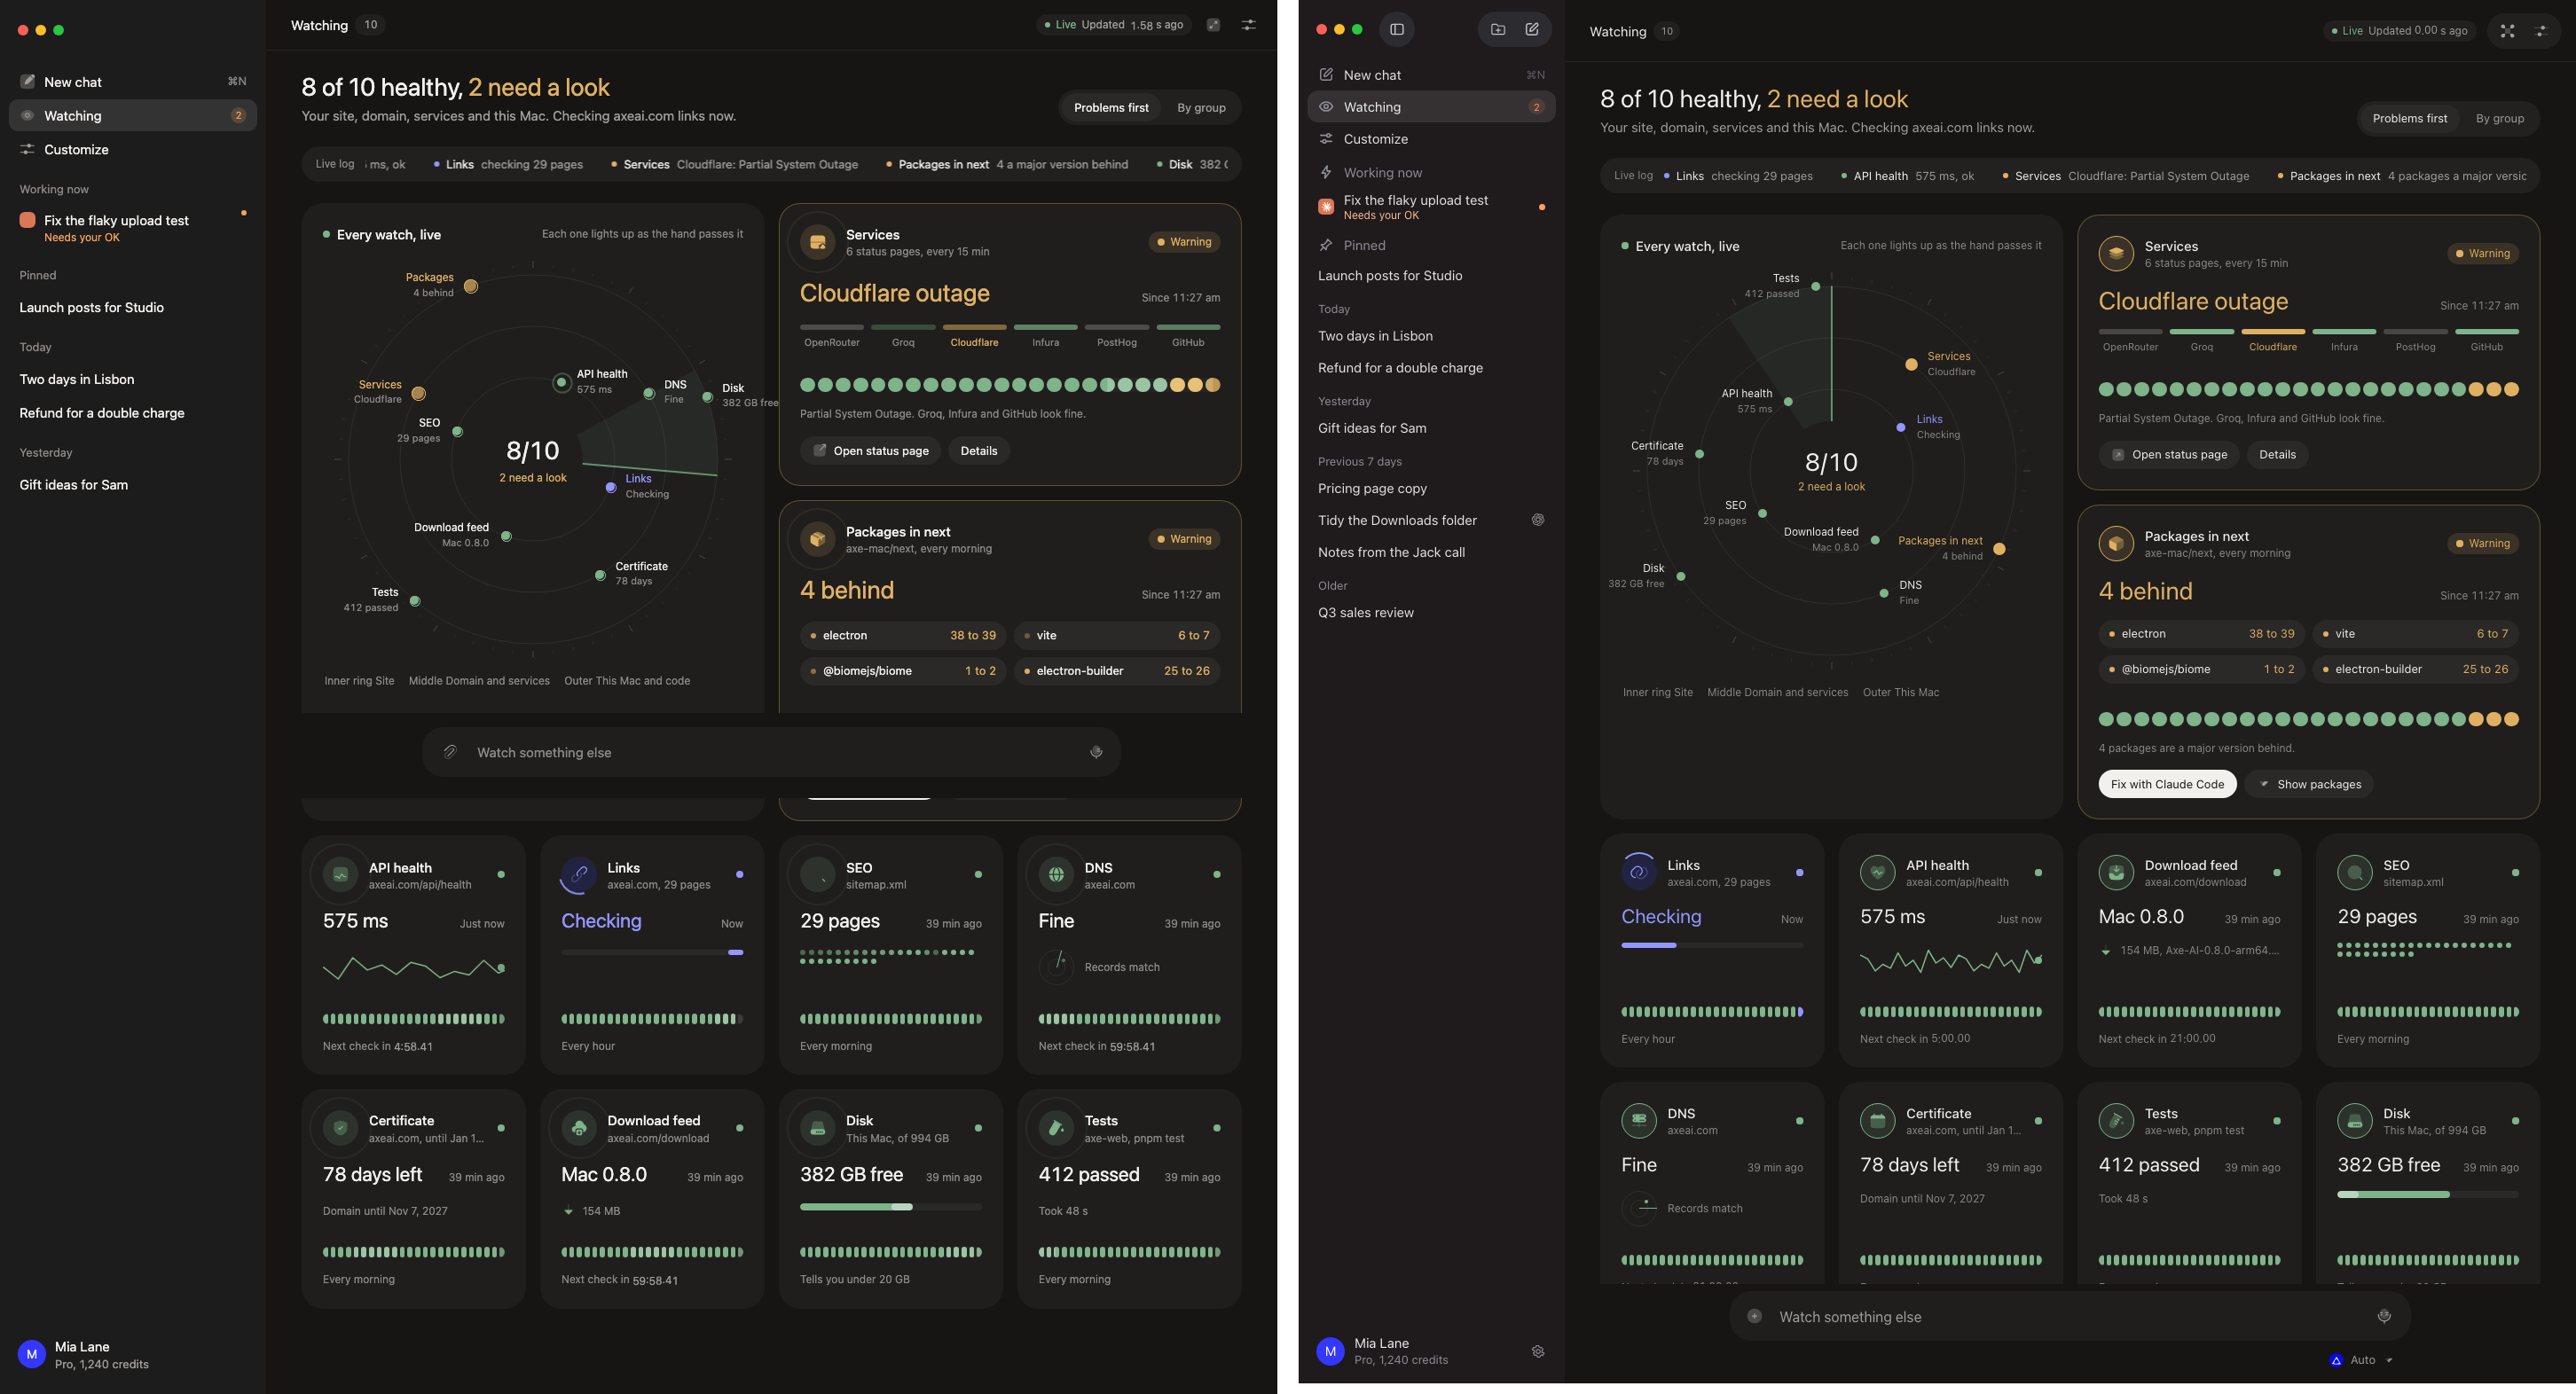 New chat
⌘N
Watching
2
Customize
Working now
Fix the flaky upload test
Needs your OK
Pinned
Launch posts for Studio
Today
Two days in Lisbon
Refund for a double charge
Yesterday
Gift ideas for Sam
M
Mia Lane
Pro, 1,240 credits
Watching 10
Live Updated 1.58 s ago
8 of 10 healthy, 2 need a look
Your site, domain, services and this Mac. Checking axeai.com links now.
Problems first By group
Live log ms, ok Links checking 29 pages Services Cloudflare: Partial System Outage Packages in next 4 a major version behind Disk 382
Every watch, live
Each one lights up as the hand passes it
Packages
4 behind
API health
575 ms
DNS
Fine
Disk
382 GB free
Services
Cloudflare
SEO
29 pages
8/10
2 need a look
Links
Checking
Download feed
Mac 0.8.0
Certificate
78 days
Tests
412 passed
Inner ring Site Middle Domain and services Outer This Mac and code
Services
6 status pages, every 15 min
Warning
Cloudflare outage
Since 11:27 am
OpenRouter Groq Cloudflare Infura PostHog GitHub
Partial System Outage. Groq, Infura and GitHub look fine.
Open status page Details
Packages in next
axe-mac/next, every morning
Warning
4 behind
Since 11:27 am
electron 38 to 39
vite 6 to 7
@biomejs/biome 1 to 2
electron-builder 25 to 26
Watch something else
API health
axeai.com/api/health
575 ms
Just now
Next check in 4:58.41
Links
axeai.com, 29 pages
Checking
Now
Every hour
SEO
sitemap.xml
29 pages
39 min ago
Every morning
DNS
axeai.com
Fine
39 min ago
Records match
Next check in 59:58.41
Certificate
axeai.com, until Jan 1...
78 days left
39 min ago
Domain until Nov 7, 2027
Every morning
Download feed
axeai.com/download
Mac 0.8.0
39 min ago
154 MB
Next check in 59:58.41
Disk
This Mac, of 994 GB
382 GB free
39 min ago
Tells you under 20 GB
Tests
axe-web, pnpm test
412 passed
39 min ago
Took 48 s
Every morning
New chat
⌘N
Watching
2
Customize
Working now
Fix the flaky upload test
Needs your OK
Pinned
Launch posts for Studio
Today
Two days in Lisbon
Refund for a double charge
Yesterday
Gift ideas for Sam
Previous 7 days
Pricing page copy
Tidy the Downloads folder
Notes from the Jack call
Older
Q3 sales review
M
Mia Lane
Pro, 1,240 credits
Watching 10
Live Updated 0.00 s ago
8 of 10 healthy, 2 need a look
Your site, domain, services and this Mac. Checking axeai.com links now.
Problems first By group
Live log Links checking 29 pages API health 575 ms, ok Services Cloudflare: Partial System Outage Packages in next 4 packages a major versic
Every watch, live
Each one lights up as the hand passes it
Tests
412 passed
Services
Cloudflare
API health
575 ms
Links
Checking
Certificate
78 days
8/10
2 need a look
SEO
29 pages
Download feed
Mac 0.8.0
Packages in next
4 behind
Disk
382 GB free
DNS
Fine
Inner ring Site Middle Domain and services Outer This Mac
Services
6 status pages, every 15 min
Warning
Cloudflare outage
Since 11:27 am
OpenRouter Groq Cloudflare Infura PostHog GitHub
Partial System Outage. Groq, Infura and GitHub look fine.
Open status page Details
Packages in next
axe-mac/next, every morning
Warning
4 behind
Since 11:27 am
electron 38 to 39
vite 6 to 7
@biomejs/biome 1 to 2
electron-builder 25 to 26
4 packages are a major version behind.
Fix with Claude Code Show packages
Links
axeai.com, 29 pages
Checking
Now
Every hour
API health
axeai.com/api/health
575 ms
Just now
Next check in 5:00.00
Download feed
axeai.com/download
Mac 0.8.0
39 min ago
154 MB, Axe-AI-0.8.0-arm64....
Next check in 21:00.00
SEO
sitemap.xml
29 pages
39 min ago
Every morning
DNS
axeai.com
Fine
39 min ago
Records match
Certificate
axeai.com, until Jan 1...
78 days left
39 min ago
Domain until Nov 7, 2027
Tests
axe-web, pnpm test
412 passed
39 min ago
Took 48 s
Disk
This Mac, of 994 GB
382 GB free
39 min ago
Watch something else
Auto